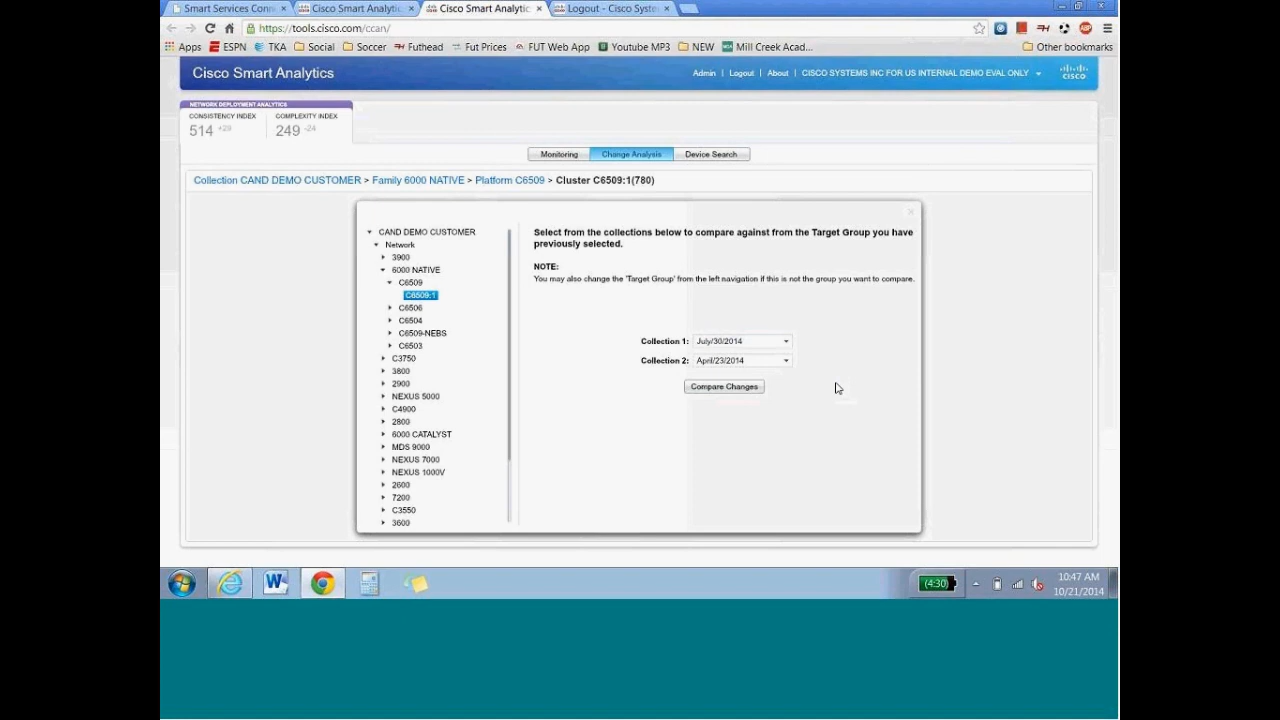 Smart Services Conn
Cisco Smart Analytic
Cisco Smart Analytic
Logout - Cisco System
https://tools.cisco.com/ccan/
Apps ESPN TKA Social Soccer Futhead Fut Prices FUT Web App Youtube MP3 NEW Mill Creek Acad... Other bookmarks
Cisco Smart Analytics
Admin | Logout | About | CISCO SYSTEMS INC FOR US INTERNAL DEMO EVAL ONLY
CISCO
NETWORK DEPLOYMENT ANALYTICS
CONSISTENCY INDEX COMPLEXITY INDEX
514 +29 249 -24
Monitoring Change Analysis Device Search
Collection CAND DEMO CUSTOMER > Family 6000 NATIVE > Platform C6509 > Cluster C6509:1(780)
CAND DEMO CUSTOMER
Network
3900
6000 NATIVE
C6509
C6509:1
C6506
C6504
C6509-NEBS
C6503
C3750
3800
2900
NEXUS 5000
C4900
2800
6000 CATALYST
MDS 9000
NEXUS 7000
NEXUS 1000V
2600
7200
C3550
3600
Select from the collections below to compare against from the Target Group you have
previously selected.
NOTE:
You may also change the 'Target Group' from the left navigation if this is not the group you want to compare.
Collection 1: July/30/2014
Collection 2: April/23/2014
Compare Changes
(4:30)
10:47 AM
10/21/2014